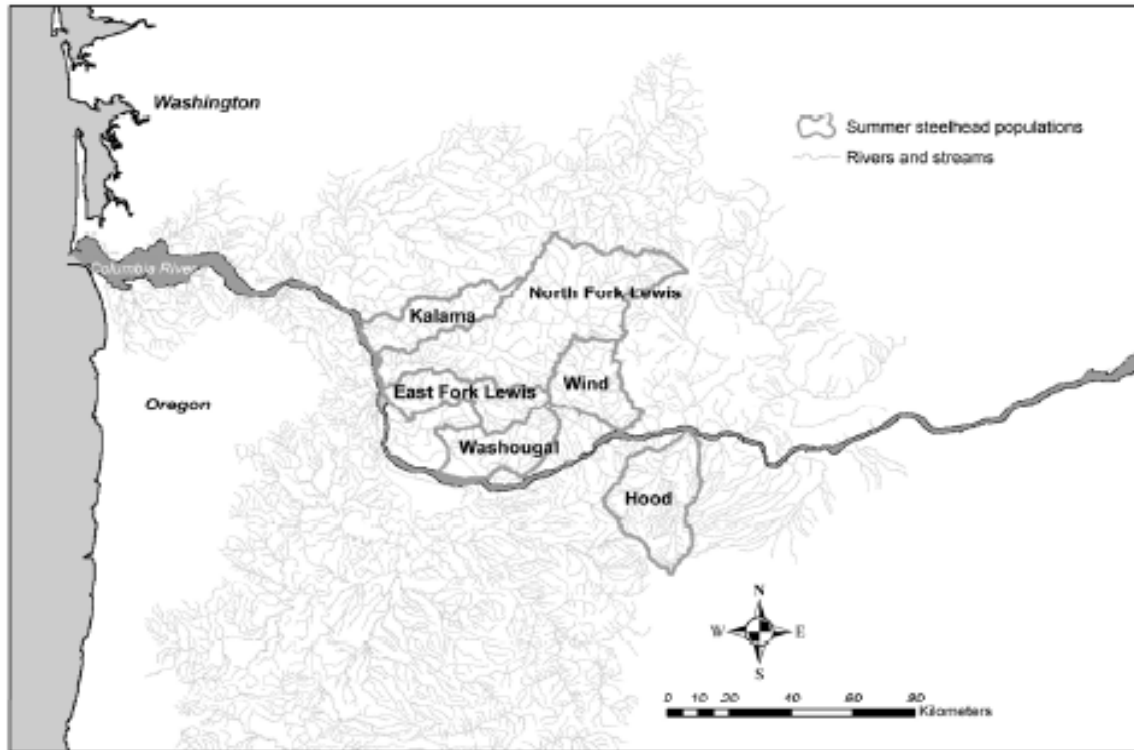 Washington
Summer steelhead populations
Rivers and streams
Columbia River
North Fork Lewis
Kalama
East Fork Lewis
Wind
Oregon
Washougal
Hood
N
W E
S
0 10 20 40 60 80
Kilometers